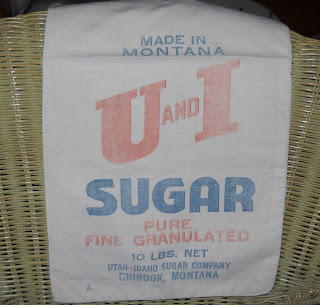 MADE IN
MONTANA
U AND I
SUGAR
PURE
FINE GRANULATED
10 LBS. NET
UTAH-IDAHO SUGAR COMPANY
CHINOOK, MONTANA
A.